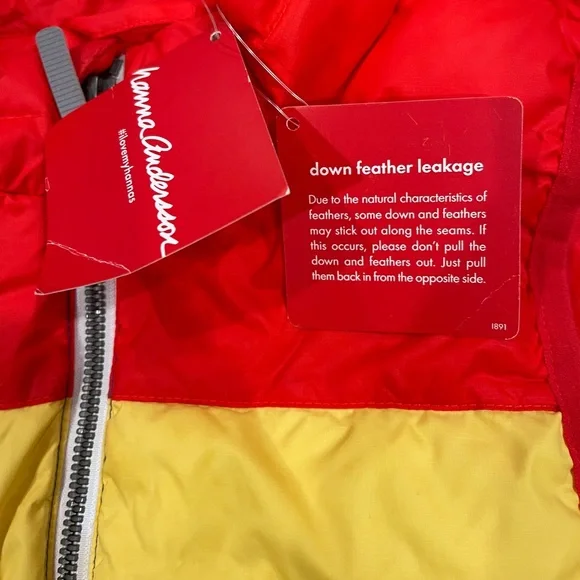 hanna Andersson
#ilovemyhannas
down feather leakage
Due to the natural characteristics of
feathers, some down and feathers
may stick out along the seams. If
this occurs, please don't pull the
down and feathers out. Just pull
them back in from the opposite side.
1891